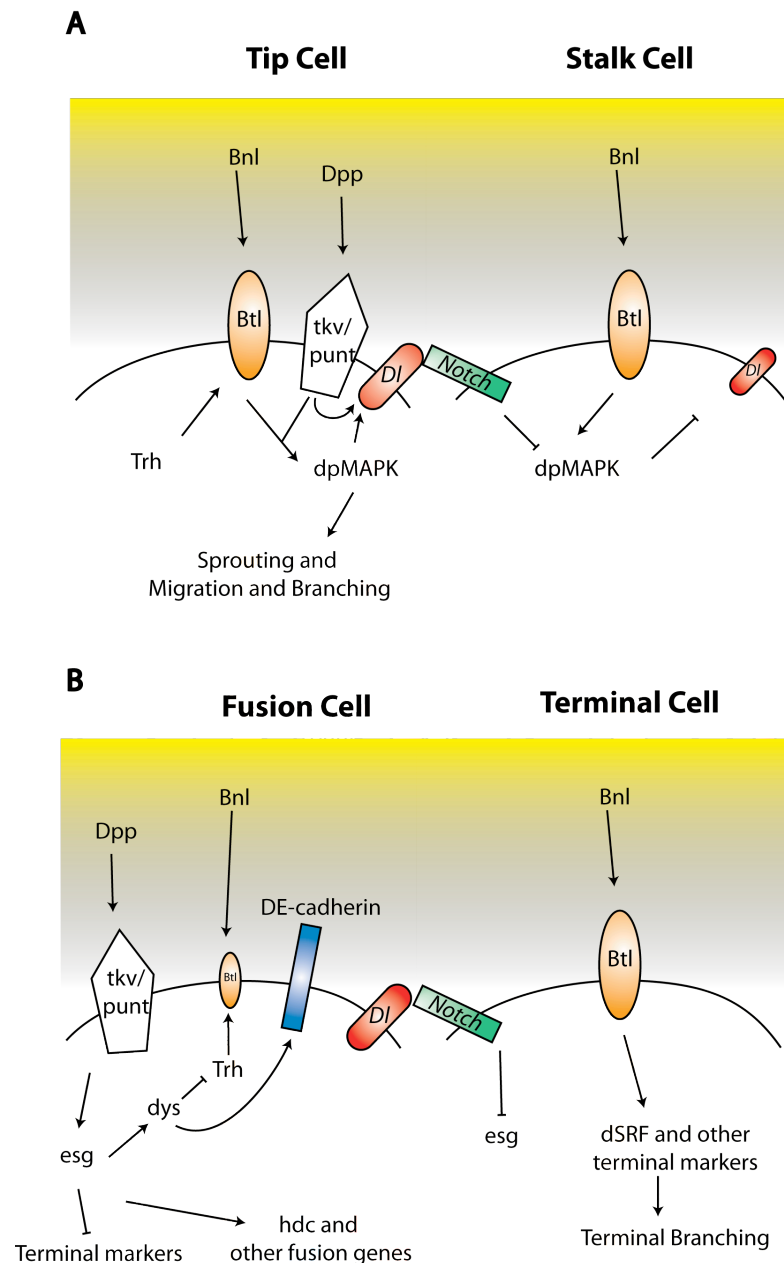 A
Tip Cell
Stalk Cell
Bnl
Dpp
Bnl
Btl
tkv/
punt
Dl
Notch
Btl
Dl
Trh
dpMAPK
dpMAPK
Sprouting and
Migration and Branching
B
Fusion Cell
Terminal Cell
Bnl
Bnl
Dpp
DE-cadherin
tkv/
punt
Btl
Dl
Notch
Btl
Trh
dys
esg
esg
dSRF and other
terminal markers
Terminal markers
hdc and
other fusion genes
Terminal Branching